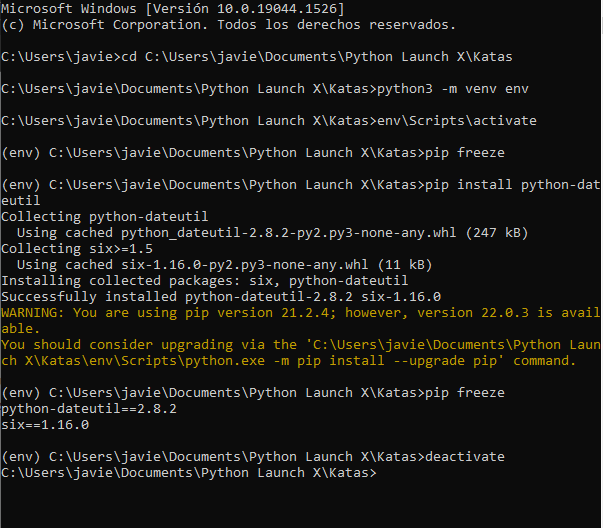 Microsoft Windows [Versión 10.0.19044.1526]
(c) Microsoft Corporation. Todos los derechos reservados.
C:\Users\javie>cd C:\Users\javie\Documents\Python Launch X\Katas
C:\Users\javie\Documents\Python Launch X\Katas>python3 -m venv env
C:\Users\javie\Documents\Python Launch X\Katas>env\Scripts\activate
(env) C:\Users\javie\Documents\Python Launch X\Katas>pip freeze
(env) C:\Users\javie\Documents\Python Launch X\Katas>pip install python-dat
eutil
Collecting python-dateutil
  Using cached python_dateutil-2.8.2-py2.py3-none-any.whl (247 kB)
Collecting six>=1.5
  Using cached six-1.16.0-py2.py3-none-any.whl (11 kB)
Installing collected packages: six, python-dateutil
Successfully installed python-dateutil-2.8.2 six-1.16.0
WARNING: You are using pip version 21.2.4; however, version 22.0.3 is avail
able.
You should consider upgrading via the 'C:\Users\javie\Documents\Python Laun
ch X\Katas\env\Scripts\python.exe -m pip install --upgrade pip' command.
(env) C:\Users\javie\Documents\Python Launch X\Katas>pip freeze
python-dateutil==2.8.2
six==1.16.0
(env) C:\Users\javie\Documents\Python Launch X\Katas>deactivate
C:\Users\javie\Documents\Python Launch X\Katas>